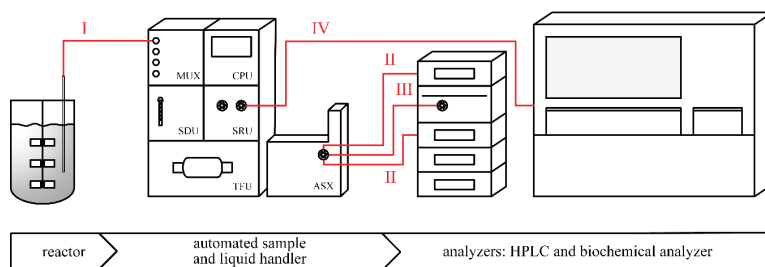 I
IV
II
III
MUX
CPU
SDU
SRU
II
TFU
ASX
reactor
automated sample
and liquid handler
analyzers: HPLC and biochemical analyzer